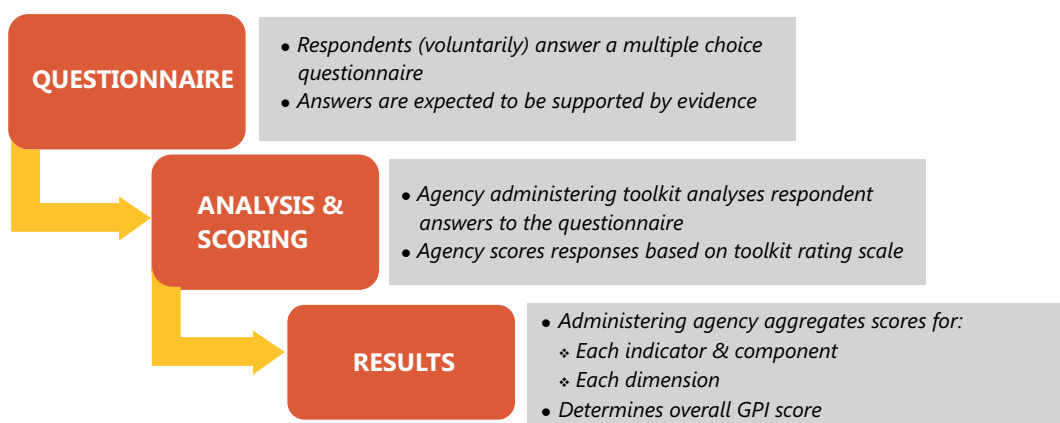 QUESTIONNAIRE
● Respondents (voluntarily) answer a multiple choice
questionnaire
● Answers are expected to be supported by evidence
ANALYSIS &
SCORING
● Agency administering toolkit analyses respondent
answers to the questionnaire
● Agency scores responses based on toolkit rating scale
RESULTS
● Administering agency aggregates scores for:
❖ Each indicator & component
❖ Each dimension
● Determines overall GPI score